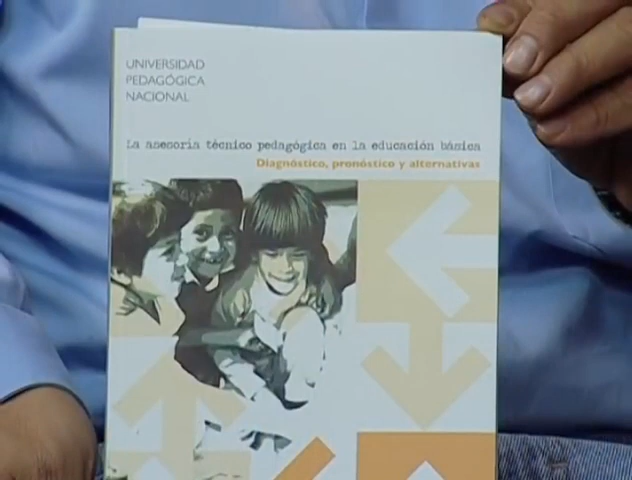 UNIVERSIDAD
PEDAGÓGICA
NACIONAL
La asesoría técnico pedagógica en la educación básica
Diagnóstico, pronóstico y alternativas